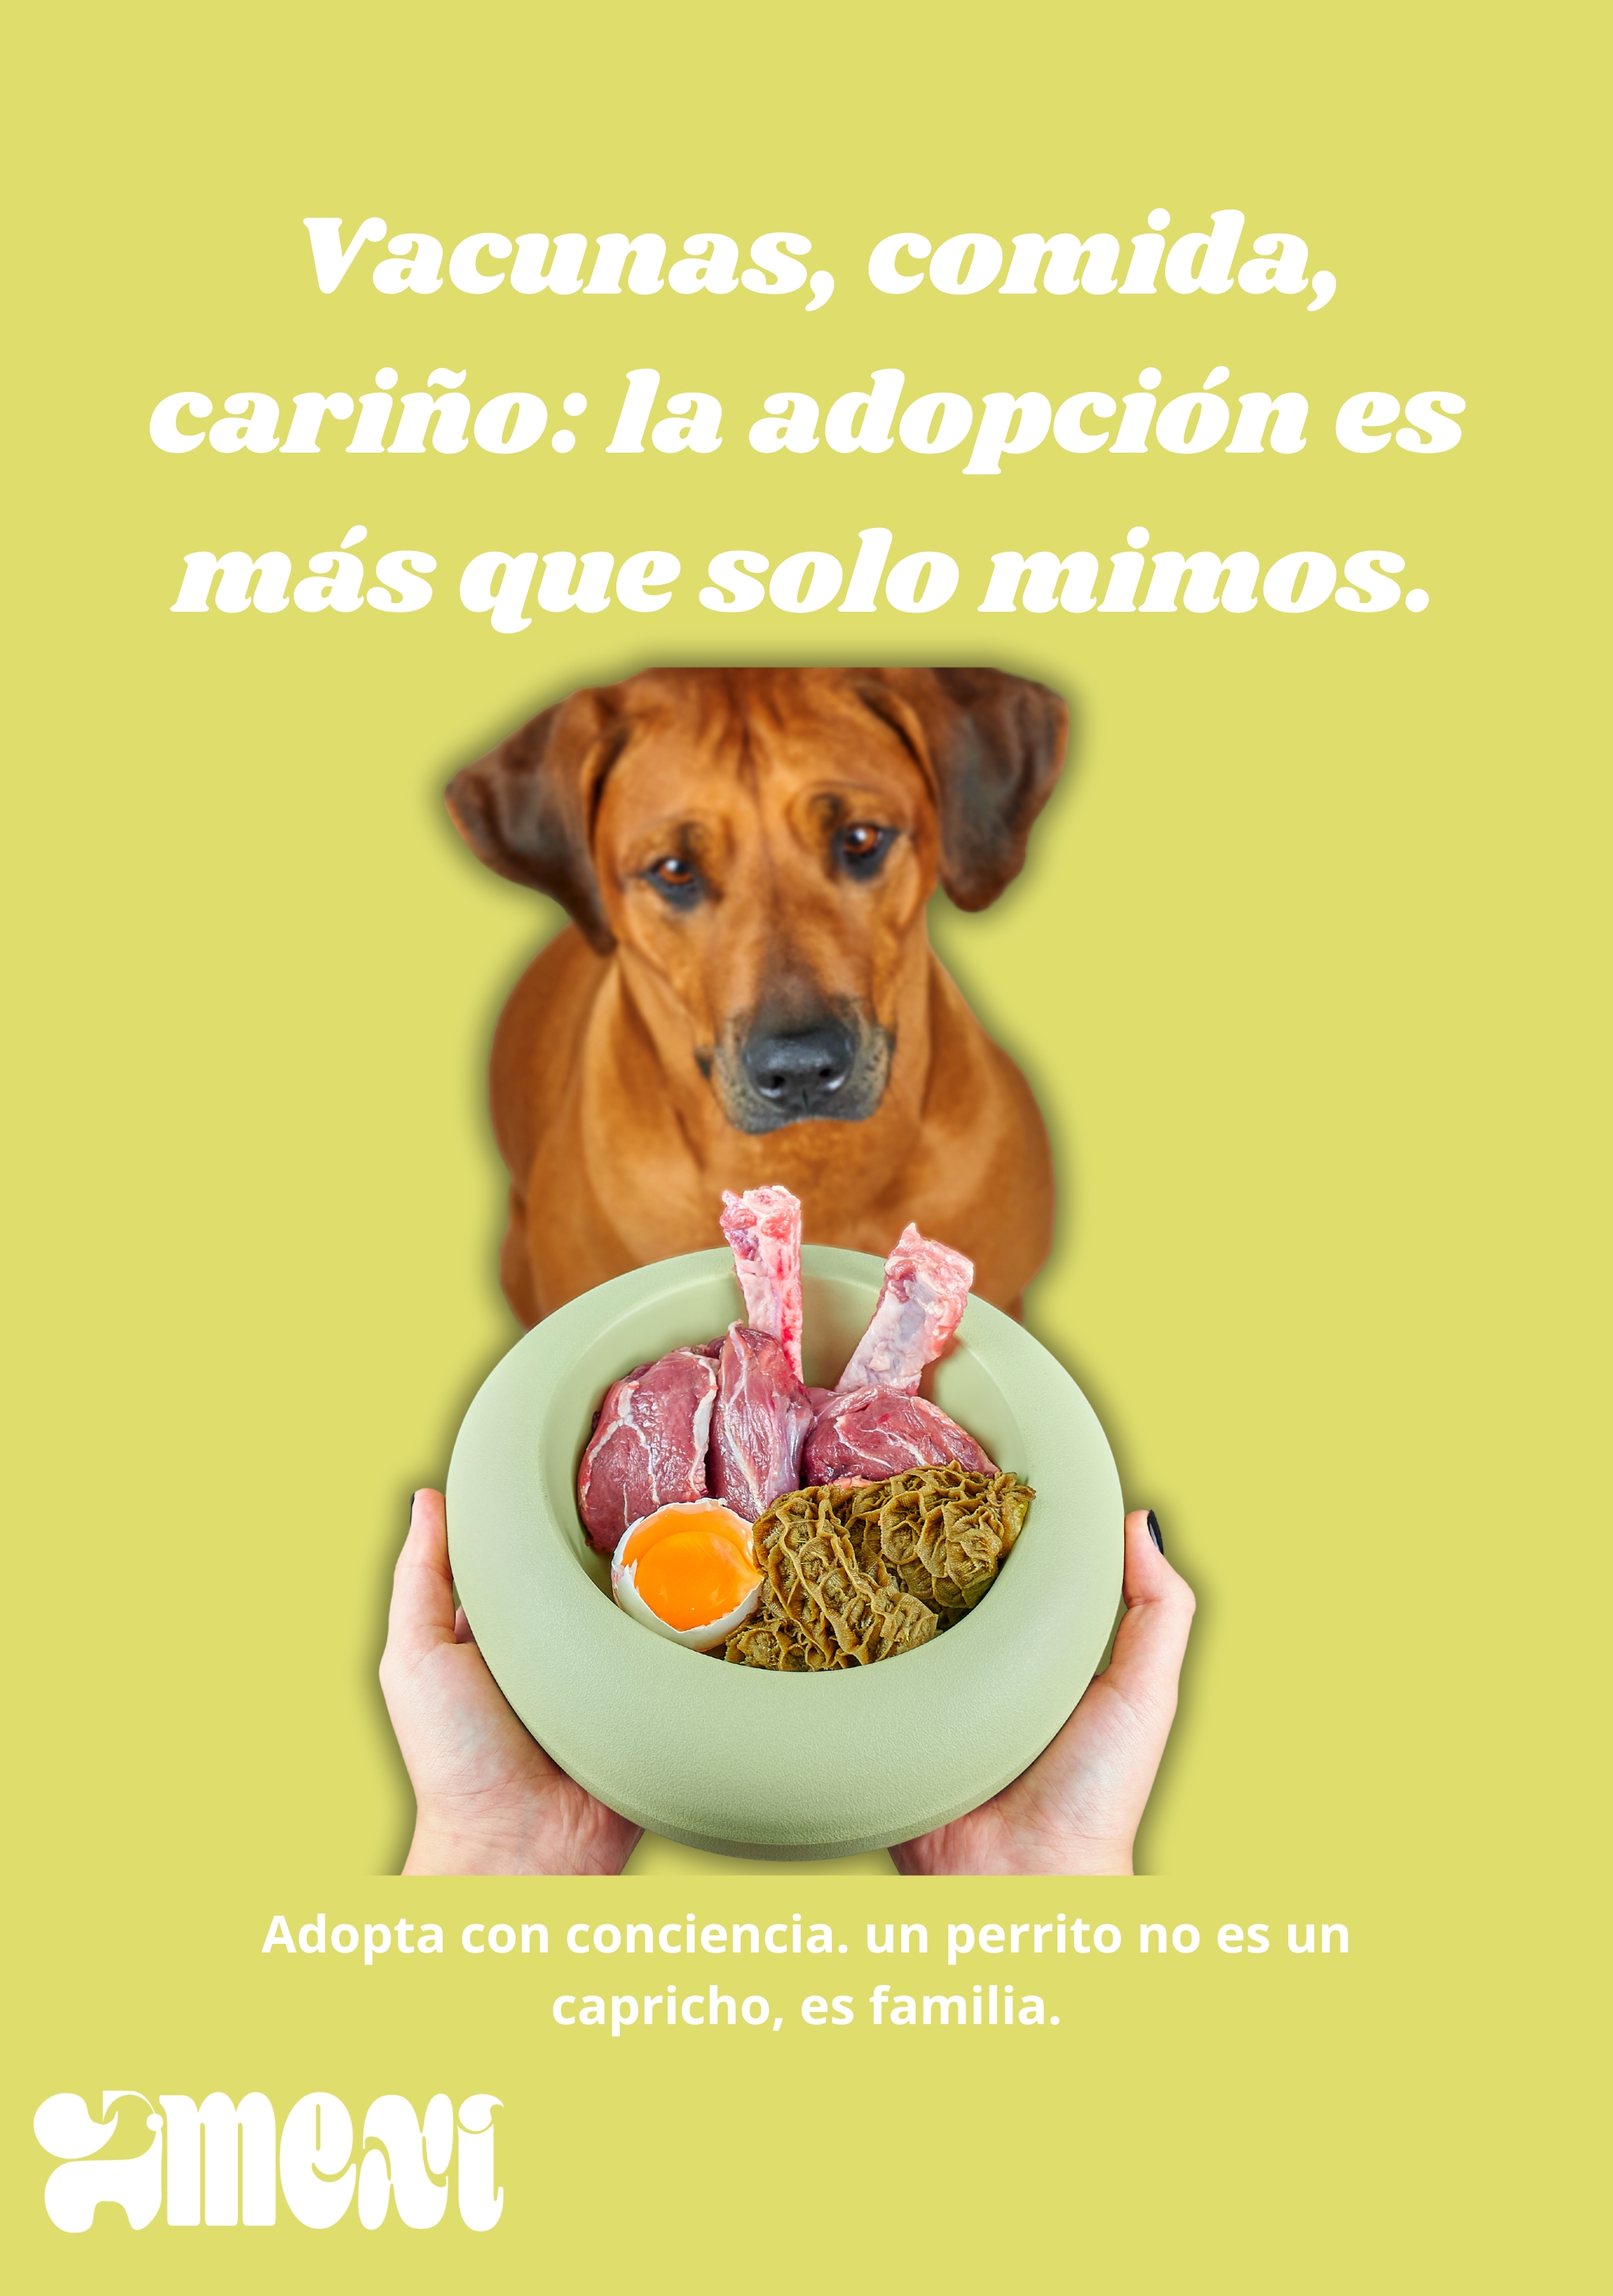 Vacunas, comida,
cariño: la adopción es
más que solo mimos.
Adopta con conciencia. un perrito no es un
capricho, es familia.